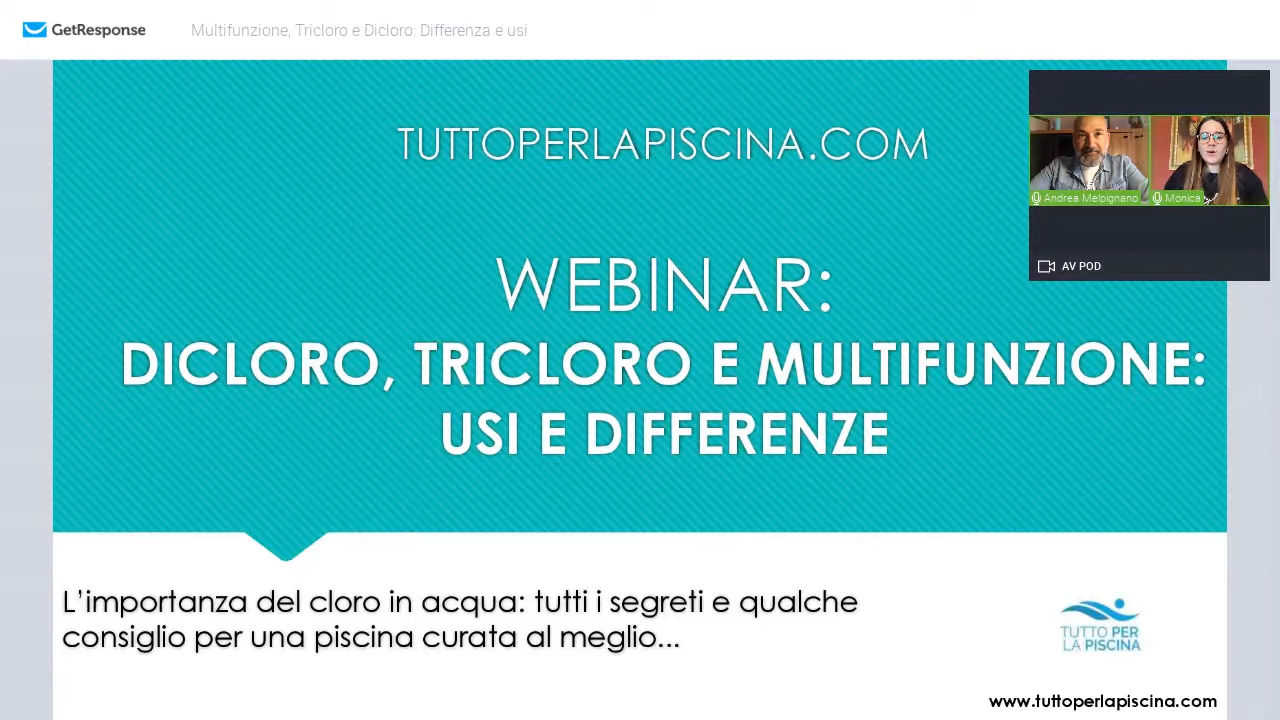 GetResponse
Multifunzione, Tricloro e Dicloro: Differenza e usi
TUTTOPERLAPISCINA.COM
Andrea Melpignano
Monica
AV POD
WEBINAR:
DICLORO, TRICLORO E MULTIFUNZIONE:
USI E DIFFERENZE
L'importanza del cloro in acqua: tutti i segreti e qualche
consiglio per una piscina curata al meglio...
TUTTO PER
LA PISCINA
www.tuttoperlapiscina.com